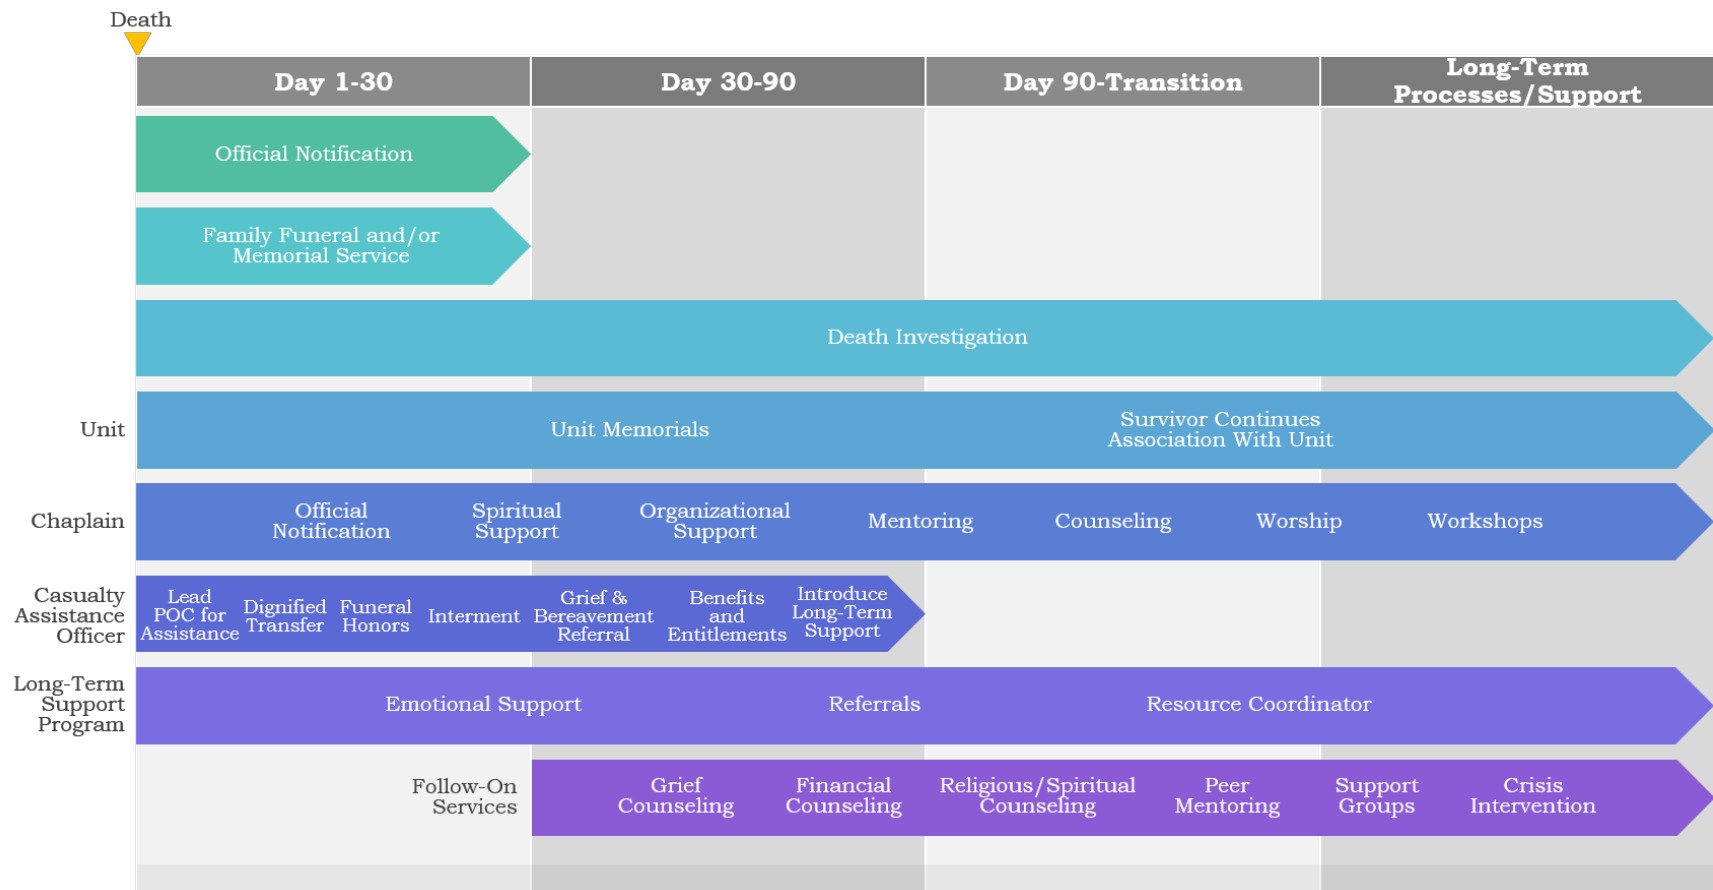 Death
Day 1-30
Day 30-90
Day 90-Transition
Long-Term
Processes/Support
Official Notification
Family Funeral and/or
Memorial Service
Death Investigation
Unit
Unit Memorials
Survivor Continues
Association With Unit
Chaplain
Official
Notification
Spiritual
Support
Organizational
Support
Mentoring
Counseling
Worship
Workshops
Casualty
Assistance
Officer
Lead
POC for
Assistance
Dignified
Transfer
Funeral
Honors
Interment
Grief &
Bereavement
Referral
Benefits
and
Entitlements
Introduce
Long-Term
Support
Long-Term
Support
Program
Emotional Support
Referrals
Resource Coordinator
Follow-On
Services
Grief
Counseling
Financial
Counseling
Religious/Spiritual
Counseling
Peer
Mentoring
Support
Groups
Crisis
Intervention